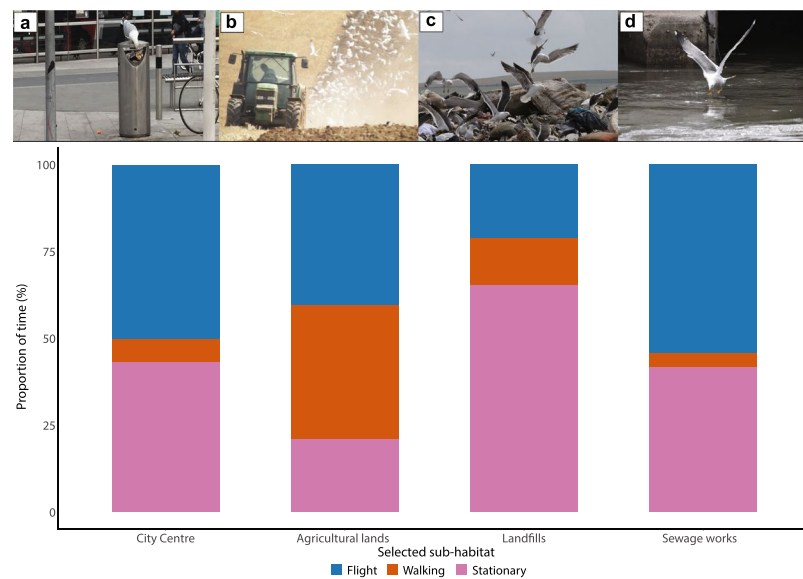 a b c d
100
75
50
25
0
Proportion of time (%)
City Centre Agricultural lands Landfills Sewage works
Selected sub-habitat
Flight Walking Stationary